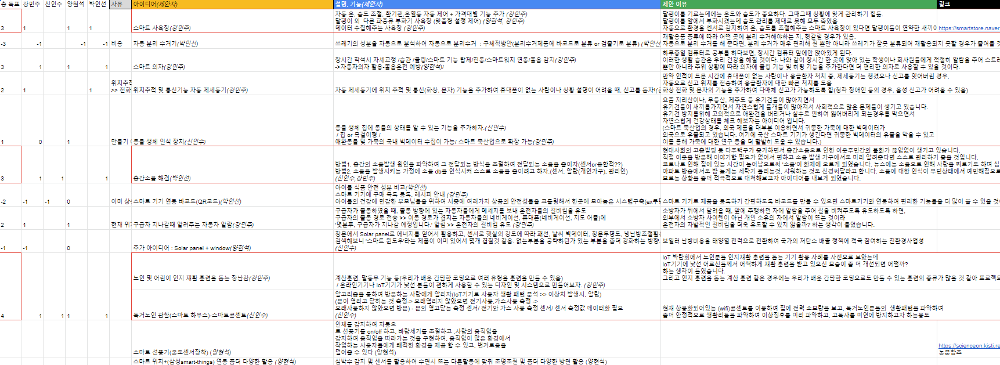 총 득표 강민주 신인수 양현석 박인선 사유 아이디어(제안자) 설명, 기능(제안자) 제안 이유 링크
자동 온, 습도 조절, 환기팬,온열등 자동 제어 + 가격대별 기능 추가 (강민주)
달팽이 외 다른 파충류 부화기 사육장 (맞춤형 설정 제어) (양현석, 강민주)
데이터 수집해주는 사육장 (강민주)
달팽이를 기르는데에는 온도와 습도가 중요하다. 그때그때 상황에 맞게 관리하기 힘듦.
달팽이를 앞에서 부화시켰는데 습도 관리를 제대로 못해 모두 죽었음
자동으로 환경을 센서로 감지하여 온, 습도를 조절해주는 스마트 사육장이 있다면 달팽이들이 연약한 새끼이
3 1 1 1 스마트 사육장(강민주)
https://smartstore.naver
-3 -1 -1 -1 비용 자동 분리 수거기(박인선)
쓰레기의 성분을 자동으로 분석하여 자동으로 분리수거 : 구체적방안(분리수거제품에 바코드로 분류 or 검출기로 분류) (박인선
재활용품 종류에 따라 어떤 곳에 분리 수거해야하는 지, 헷갈릴 경우가 있음.
자동으로 분리 수거를 해 준다면, 분리 수거가 매우 편리해 질 뿐만 아니라 쓰레기가 잘못 분류되어 재활용되지 못할 경우가 줄어들 것
3 1 1 1 스마트 의자(강민주)
장시간 착석시 자세교정 /습관 /쿨링/스마트 기능 탑제/진동/스마트워치 연동/졸음 감지(강민주)
->자동차의자 활용-졸음운전 예방(양현석)/
하루종일 컴퓨터로 공부를 하다보면, 장시간 컴퓨터 앞에만 앉아있게 된다.
이러한 생활 습관은 우리 건강을 헤칠 것이다. 나와 같이 장시간 한 곳에 앉아 있는 학생이나 회사원들에게 적절히 알람을 주어 스트레
뿐만 아니라 주위 상황에 따라 의자에 쿨링 기능 및 히팅 기능을 추가한다면 더 편리한 의자로 사용할 수 있을 것이다.
위치추적
2 1 1 >> 전화 위치추적 및 통신기능 자동 제세동기(강민주)
자동 제세동기에 위치 추적 및 통신(화상, 문자) 기능을 추가하여 휴대폰이 없는 사람이나 상황 설명이 어려울 때, 신고를 돕자!
만약 인적이 드문 시간에 휴대폰이 없는 사람이나 응급환자 처치 중, 제세동기는 챙겼으나 신고를 잊어버린 경우,
자동으로 신고 위치를 전송하여 응급환자에 대한 빠른 처치를 도움
화상 전화 및 문자의 기능을 추가하여 다매체 신고가 가능하도록 함(청각 장애인 등의 경우, 음성 신고가 어려울 수 있음)
1 0 1 만들기 동물 생체 인식 장치(신인수)
동물 생체 칩에 동물의 상태를 알 수 있는 기능을 추가하자.(신인수)
/ 칩 or 목걸이형 /
애완동물 및 가축의 국내 빅데이터 수집이 가능/ 스마트 축산업으로 확장 가능(강민주)
요즘 지리산이나, 무등산, 제주도 등 유기견들이 많아지면서
유기견들이 새끼를가지면서 자연스럽게 들개들이 많아져서 사회적으로 많은 문제들이 생기고 있습니다.
유기견 방지를위해 고의적으로 애완견을 버리거나 실수로 인하여 잃어버리게 되는경우를 막으면서
자연스럽게 건강상태를 체크 해보자는 아이디어 입니다.
(스마트 축산업의 경우, 외국 제품을 대부분 이용하면서 귀중한 가축에 대한 빅데이터가
외국으로 유출되고 있습니다. 여기에 국산 스마트 기기가 생긴다면 귀중한 빅데이터의 유출을 막을 수 있고
이를 통해 가축에 대한 연구 등을 더 활발히 도울 수 있습니다.)
3 1 1 1 층간소음 해결(박인선)
방법1. 층간의 소음발생 원인을 파악하여 그 전달되는 방식을 조절하여 전달되는 소음을 줄이자(센서or융합적??)
방법2. 소음을 발생시키는 가정에 소음 db을 인식시켜 스스로 소음을 줄이려고 하자.(센서, 알람(개인가구), 관리인)
(신인수,강민주)
현대사회의 고층빌딩 등 다주택구가 증가하면서 층간소음으로 인한 이웃주민간의 불화가 끊임없이 생기고 있습니다.
직접 이웃을 방문해 이야기할 필요가 없어서 편하고 소음 발생 가구에서도 미리 알려준다면 스스로 관리하기 좋을 것입니다.
코로나로 인해 집에 있는 시간이 늘어남으로써 '소음'이 화제에 오르게 되었습니다. 뉴스에는 소음으로 인해 사람을 찌르기도 하며 심
아파트 방송에서도 밤 늦게는 세탁기 돌리는것, 샤워하는 것도 신경써달라고 합니다. 소음에 대한 인식이 무딘상태에서 예민해짐으로
모르는 상황을 좀더 적극적으로 대처해보고자 아이디어를 내보게 되었습니다.
-2 -1 -1 0 이미 상 스마트 기기 연동 바코드(QR코드)(박인선)
아이들 식품 안전 성분 비교(박인선)
스마트 기기에 구매 목록 등록, 레시피 안내 (강민주)
아이들의 건강에 민감한 부모님들을 위하여 시중에 여러가지 상품의 안전성들을 크롤링해서 한곳에 모아놓은 시스템구축(ex쿠팡
스마트 기기로 제품을 등록하기 간편하도록 바코드를 만들 수 있으면 스마트기기와 연동하여 편리한 기능들을 더 많이 쓸 수 있을 것이
2 1 1 현재 위 구급차 지나갈때 알려주는 자동차 알람(강민주)
구급차가 출동하였을 때, 출동 방향에 있는 자동차들에게 메세지를 보내 운전자들의 길비킴을 유도
구급차의 출동 경로 전송 >> 이동 경로가 겹치는 자동차들의 네비게이션, 휴대폰(네비게이션, 지도 어플)에
'몇분후, 구급차가 지나갈 예정입니다.' 알림 >> 운전자의 길비킴 유도 (강민주)
소방차가 뒤에서 달려올 때, 앞에 주행하던 차에 알람을 주어 길을 비켜주도록 유도하도록 하면,
외부에서 소방차 사이렌이 아닌 개인 소유의 차에서 알람이 뜨는 것이라
운전자의 자발적인 길비킴을 더욱 유도할 수 있지 않을까? 하는 생각이 들었습니다.
-1 -1 0 추가 아이디어 : Solar panel + window(양현석)
창문에서 Solar panel로 에너지를 얻어서 활용하고, 센서로 햇살의 강도에 따라 패션, 날씨 빅데이터, 창문투명도, 냉난방조절활용
검색해보니 '스마트 윈도우'라는 제품이 이미 있어서 몇개 겹칠것 같음. 없는부분을 공략하던가 있는 부분을 좀더 강화하는 방향.
(신인수)
보일러 난방비용을 태양열 전력으로 전환하여 국가의 저탄소 배출 정책에 적극 참여하는 친환경사업성
노인 및 어린이 인지 재활 훈련을 돕는 장난감(강민주)
계산훈련, 말동무 기능 등(우리가 배운 간단한 코딩으로 여러 유형을 훈련을 만들 수 있음)
/ 온라인기기나 IoT기기가 낯선 분들이 편하게 사용할 수 있는 디자인 및 시스템으로 만들어보자. (강민주)
IoT 박람회에서 노인분들 인지재활 훈련을 돕는 기기 활용 사례를 사진으로 보았는데
IoT기기에 낯선 어르신들께서 어색하게 재활 훈련을 받고 있으신 모습이 좀 더 개선되면 어떨까?
하는 생각이 들었습니다.
그리고 인지 훈련을 돕는 계산 훈련 같은 경우에는 우리가 배운 간단한 코딩으로도 만들 수 있는 훈련의 종류가 많을 것 같아 프로젝트
4 1 1 1 1 독거노인 관찰(스마트 하우스)-스마트콘센트(신인수)
알고리즘을 통하여 방문하는 사람에게 알리자(IoT기기로 사용자 생활 패턴 분석 >> 이상치 발생시, 알림)
(문이 열리고 닫히는 것 측정-> 오래열리지 않았으면 전기사용,가스사용 측정 ->
오래사용하지 않았으면 방문) - 문의 열고닫는 측정 센서/ 전기와 가스 사용 측정 센서/ 센서 측정값 데이터화 필요
(신인수)
현재 상용화되어있는 (wifi)콘센트를 이용하여 집에 전력 소모량을 보고, 독거노인분들의 생활패턴을 파악하여
좀더 안정적으로 생활리듬을 파악하여 이상징후를 미리 파악하고, 고독사를 미연에 방지하고자 하는용도
스마트 선풍기(온도센서장착) (양현석)
인체를 감지하여 자동으
로 선풍기를 on/off 하고, 바람세기를 조절하고 ,사람의 움직임을
감지하여 움직임을 따라가는 것을 구현하여, 움직임이 많은 환경에서
작업하는 사용자들에게 쾌적한 환경을 제공 할 수 있고, 번거로움을
덜어줄 수 있다 (양현석)
https://scienceon.kisti.re
논문참조
스마트 워치+(삼성smart-things) 연동 좀더 다양한 활용 (양현석)
심박수 감지 및 센서를 활용하여 수면시 또는 다른활동에 맞춰 조명조절 및 좀더 다양한 방면 활용 (양현석)